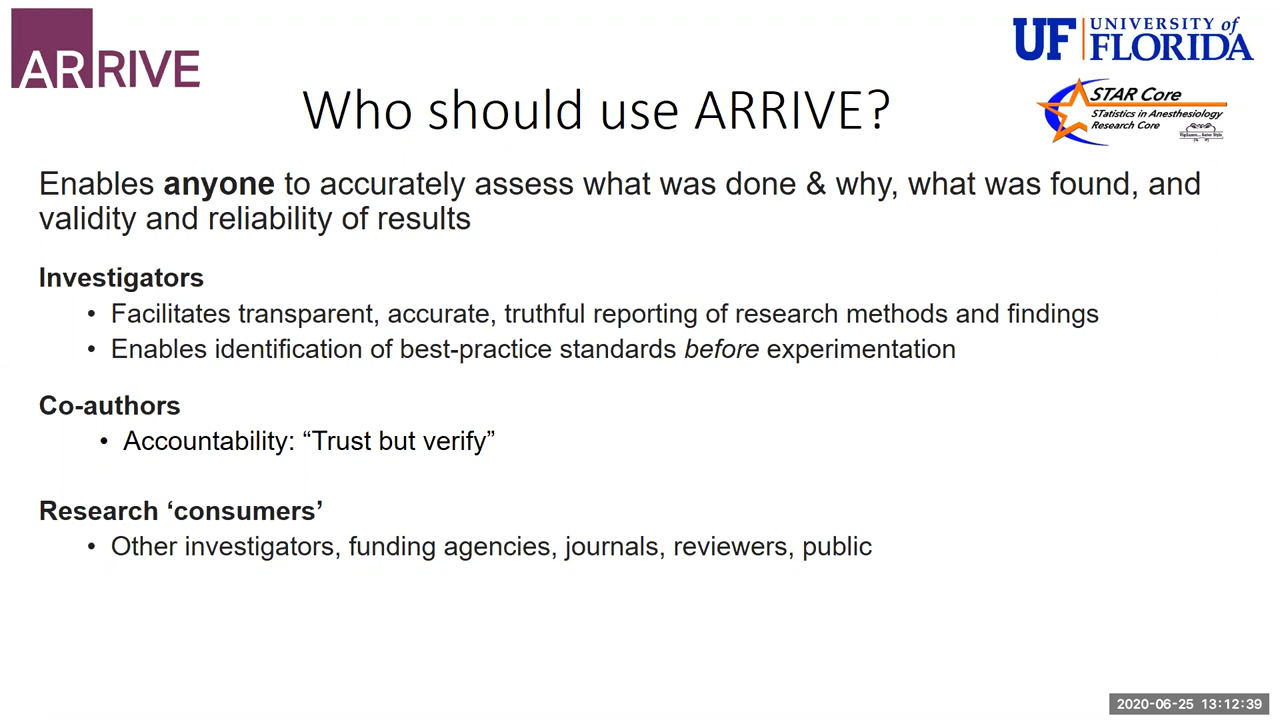 ARRIVE
UF UNIVERSITY of
FLORIDA
STAR Core
STatistics in Anesthesiology
Research Core
Who should use ARRIVE?
Enables anyone to accurately assess what was done & why, what was found, and
validity and reliability of results
Investigators
• Facilitates transparent, accurate, truthful reporting of research methods and findings
• Enables identification of best-practice standards before experimentation
Co-authors
• Accountability: “Trust but verify”
Research ‘consumers’
• Other investigators, funding agencies, journals, reviewers, public
2020-06-25 13:12:39